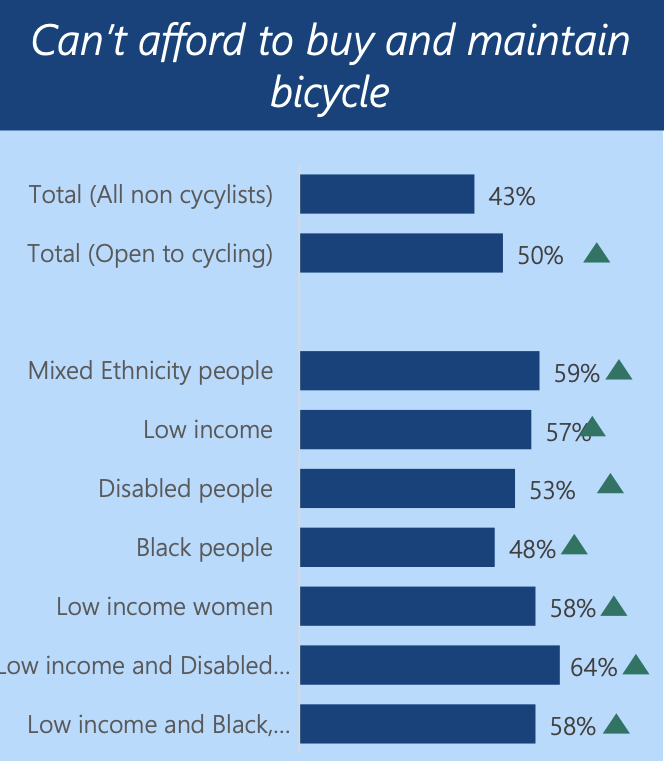 Can't afford to buy and maintain
bicycle
Total (All non cycylists) 43%
Total (Open to cycling) 50%
Mixed Ethnicity people 59%
Low income 57%
Disabled people 53%
Black people 48%
Low income women 58%
Low income and Disabled... 64%
Low income and Black,... 58%